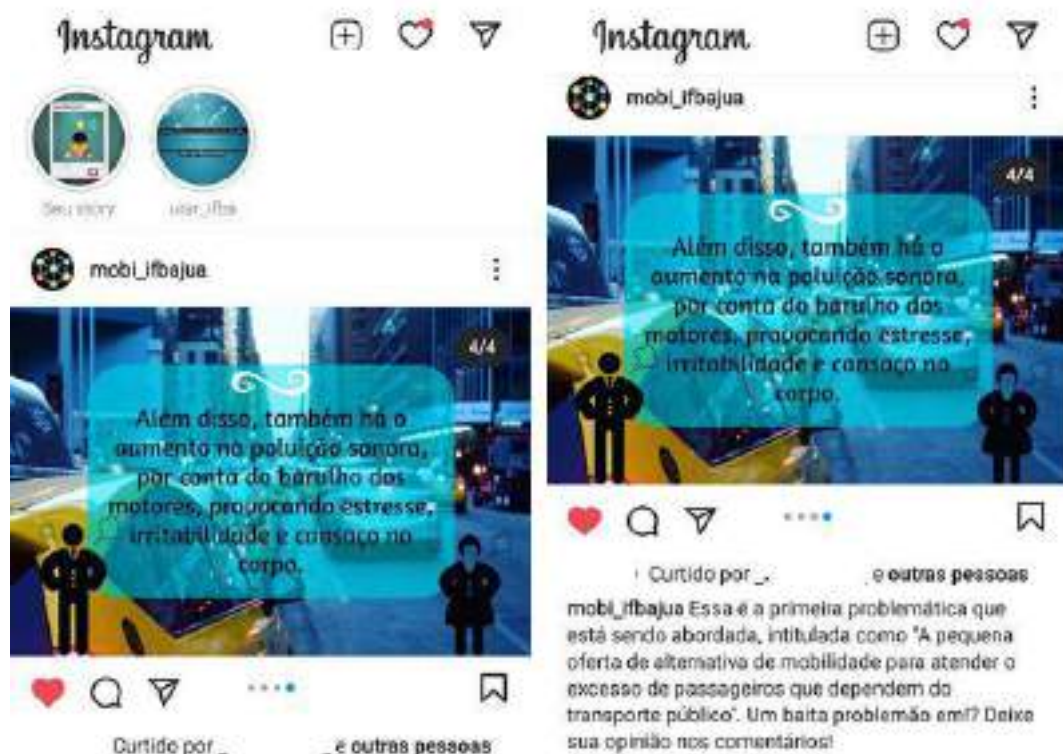 Instagram
Seu story
mobi_ifbajua
4/4
Além disso, também há o
aumento na poluição sonora,
por conta do barulho dos
motores, provocando estresse,
irritabilidade e cansaço no
corpo.
Curtido por _
e outras pessoas
Instagram
mobi_ifbajua
4/4
Além disso, também há o
aumento na poluição sonora,
por conta do barulho dos
motores, provocando estresse,
irritabilidade e cansaço no
corpo.
Curtido por _. e outras pessoas
mobi_ifbajua Essa é a primeira problemática que
está sendo abordada, intitulada como "A pequena
oferta de alternativa de mobilidade para atender o
excesso de passageiros que dependem do
transporte público". Um baita problemão em!? Deixe
sua opinião nos comentários!